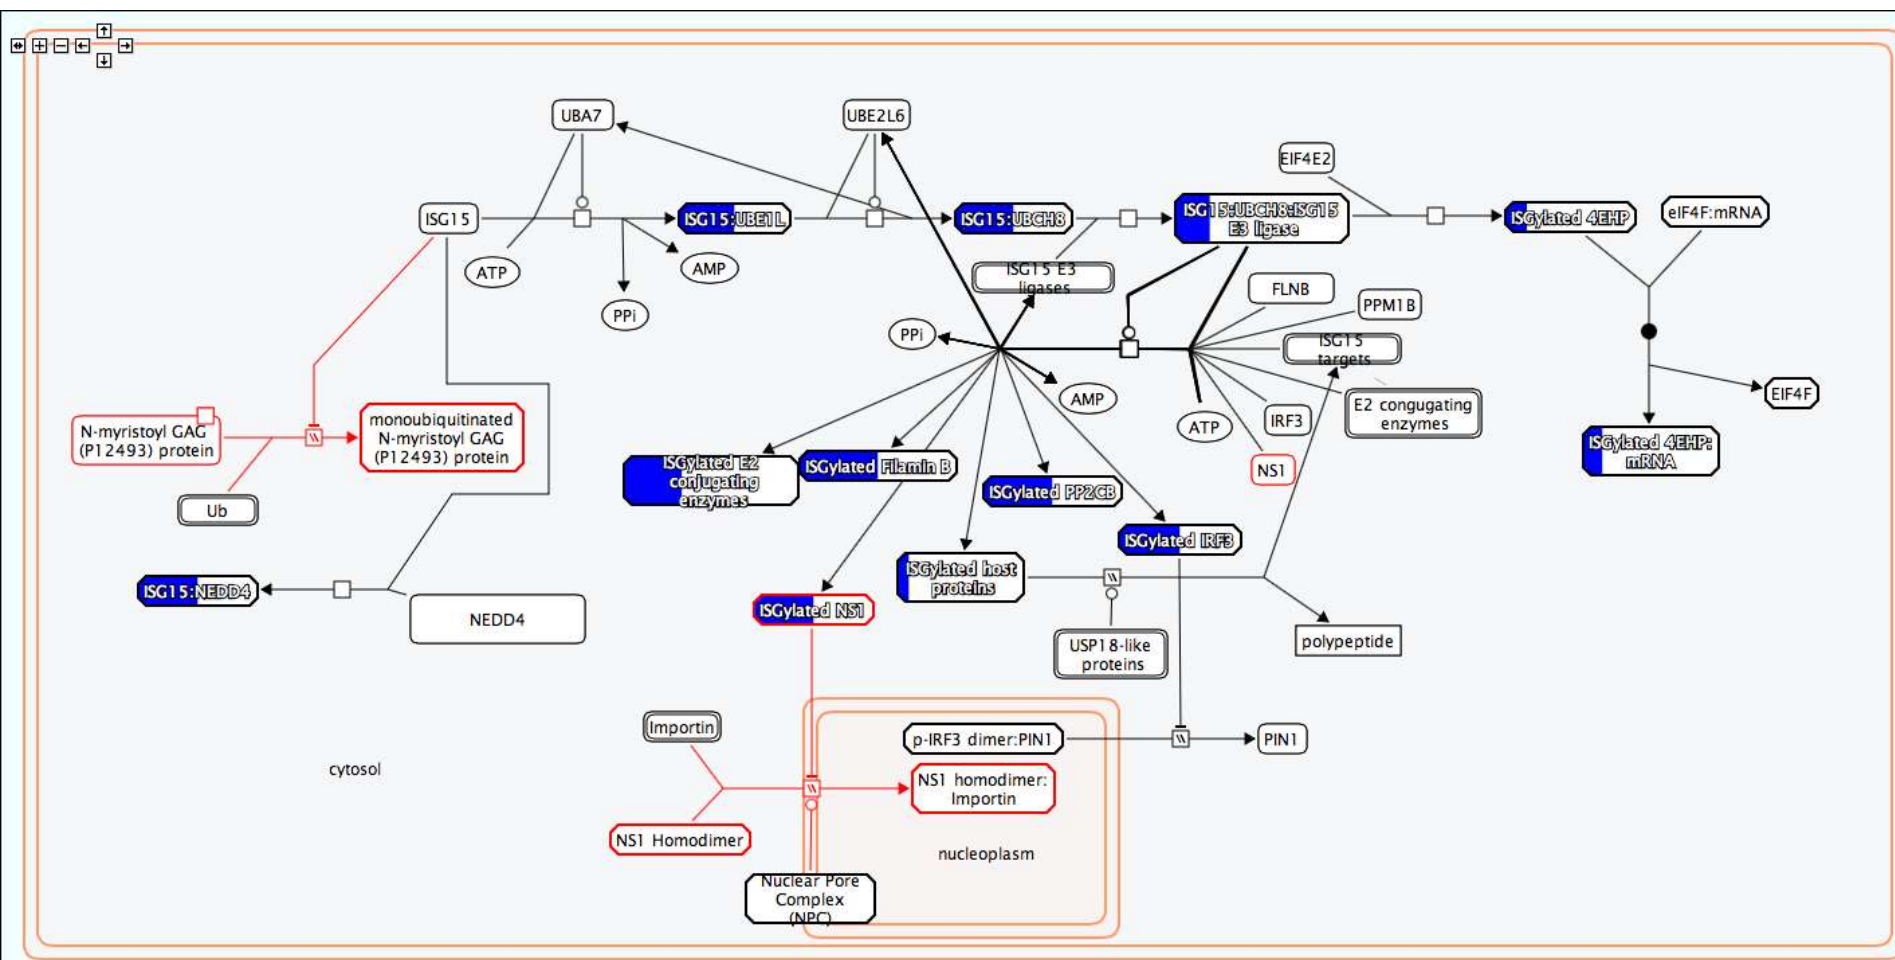 UBA7
UBE2L6
EIF4E2
ISG15
ISG15:UBE1L
ISG15:UBCH8
ISG15:UBCH8:ISG15
E3 ligase
ISGylated 4EHP
eIF4F:mRNA
ATP
AMP
PPi
ISG15 E3
ligases
FLNB
PPM1B
PPi
ISG15
targets
AMP
ATP
IRF3
E2 congugating
enzymes
EIF4F
NS1
ISGylated 4EHP:
mRNA
N-myristoyl GAG
(P12493) protein
monoubiquitinated
N-myristoyl GAG
(P12493) protein
Ub
ISGylated E2
conjugating
enzymes
ISGylated Filamin B
ISGylated PP2CB
ISGylated IRF3
ISG15:NEDD4
NEDD4
ISGylated NS1
ISGylated host
proteins
USP18-like
proteins
polypeptide
Importin
p-IRF3 dimer:PIN1
PIN1
cytosol
NS1 homodimer:
Importin
NS1 Homodimer
nucleoplasm
Nuclear Pore
Complex
(NPC)